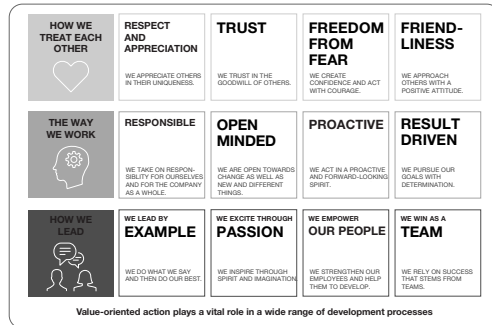 HOW WE
TREAT EACH
OTHER
RESPECT
AND
APPRECIATION
WE APPRECIATE OTHERS
IN THEIR UNIQUENESS.
TRUST
WE TRUST IN THE
GOODWILL OF OTHERS.
FREEDOM
FROM
FEAR
WE CREATE
CONFIDENCE AND ACT
WITH COURAGE.
FRIEND-
LINESS
WE APPROACH
OTHERS WITH A
POSITIVE ATTITUDE.
THE WAY
WE WORK
RESPONSIBLE
WE TAKE ON RESPON-
SIBLITY FOR OURSELVES
AND FOR THE COMPANY
AS A WHOLE.
OPEN
MINDED
WE ARE OPEN TOWARDS
CHANGE AS WELL AS
NEW AND DIFFERENT
THINGS.
PROACTIVE
WE ACT IN A PROACTIVE
AND FORWARD-LOOKING
SPIRIT.
RESULT
DRIVEN
WE PURSUE OUR
GOALS WITH
DETERMINATION.
HOW WE
LEAD
WE LEAD BY
EXAMPLE
WE DO WHAT WE SAY
AND THEN DO OUR BEST.
WE EXCITE THROUGH
PASSION
WE INSPIRE THROUGH
SPIRIT AND IMAGINATION.
WE EMPOWER
OUR PEOPLE
WE STRENGTHEN OUR
EMPLOYEES AND HELP
THEM TO DEVELOP.
WE WIN AS A
TEAM
WE RELY ON SUCCESS
THAT STEMS FROM
TEAMS.
Value-oriented action plays a vital role in a wide range of development processes